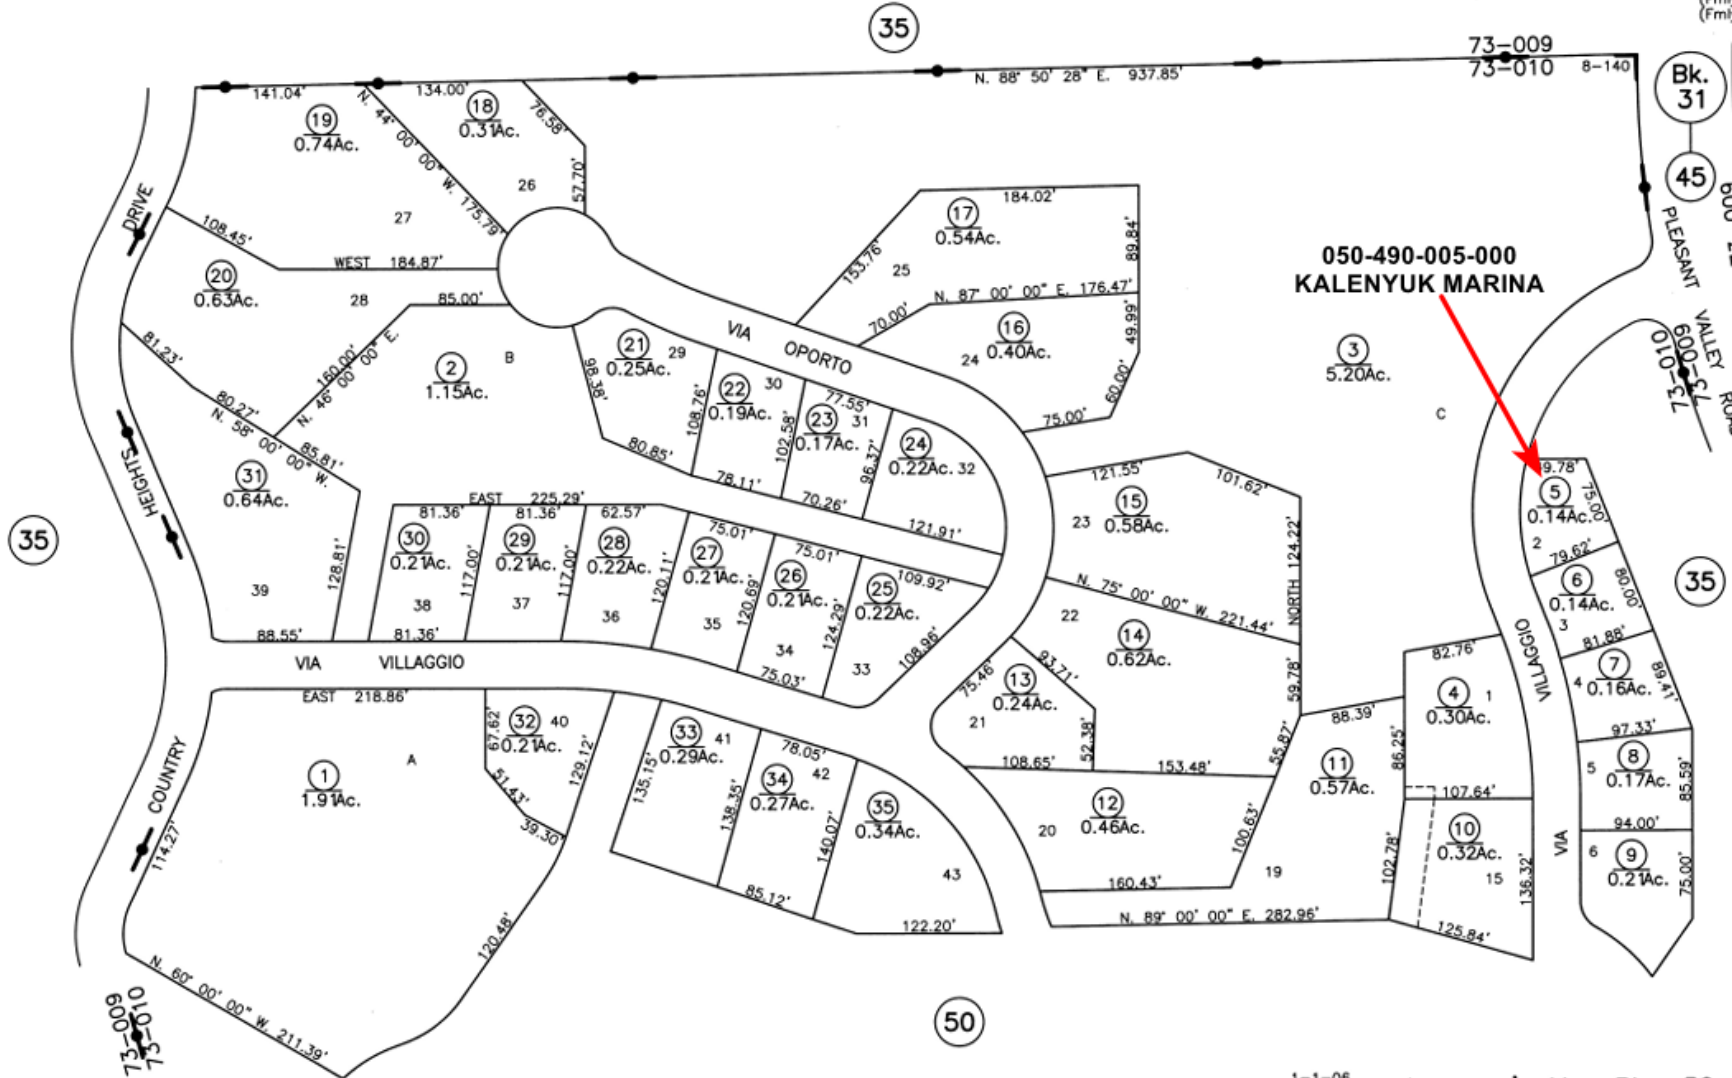 35
73-009
73-010
8-140
N. 88° 50' 28" E. 937.85'
Bk.
31
45
141.04'
134.00'
19
0.74Ac.
18
0.31Ac.
76.58'
57.70'
N. 44° 00' 00" W. 175.79'
26
27
DRIVE
108.45'
WEST 184.87'
20
0.63Ac.
28
85.00'
81.23'
160.00'
N. 46° 00' 00" E.
80.27'
N. 58° 00' 00" W.
85.81'
2
1.15Ac.
B
17
0.54Ac.
184.02'
153.76'
89.84'
25
N. 87° 00' 00" E. 176.47'
70.00'
16
0.40Ac.
24
49.99'
60.00'
75.00'
VIA OPORTO
050-490-005-000
KALENYUK MARINA
3
5.20Ac.
C
PLEASANT VALLEY
73-009
73-010
21
0.25Ac.
29
98.38'
80.85'
108.76'
22
0.19Ac.
30
102.58'
78.11'
77.55'
23
0.17Ac.
31
96.37'
70.26'
24
0.22Ac.
32
121.91'
31
0.64Ac.
39
128.81'
88.55'
HEIGHTS
35
EAST 225.29'
81.36'
81.36'
62.57'
30
0.21Ac.
38
117.00'
81.36'
29
0.21Ac.
37
117.00'
28
0.22Ac.
36
120.11'
75.01'
27
0.21Ac.
35
120.69'
75.01'
26
0.21Ac.
34
124.29'
75.03'
109.92'
25
0.22Ac.
33
108.96'
121.55'
101.62'
15
0.58Ac.
23
NORTH 124.22'
N. 75° 00' 00" W. 221.44'
22
14
0.62Ac.
59.78'
93.71'
75.46'
13
0.24Ac.
21
52.38'
108.65'
153.48'
55.87'
5
0.14Ac.
75.00'
2
79.62'
6
0.14Ac.
80.00'
3
81.88'
7
0.16Ac.
89.41'
4
97.33'
8
0.17Ac.
85.59'
5
94.00'
9
0.21Ac.
75.00'
6
35
VILLAGGIO
VIA
82.76'
4
0.30Ac.
1
88.39'
86.25'
11
0.57Ac.
107.64'
10
0.32Ac.
15
102.78'
136.32'
125.84'
19
12
0.46Ac.
20
100.63'
160.43'
N. 89° 00' 00" E. 282.96'
VIA VILLAGGIO
EAST 218.86'
COUNTRY
114.27'
1
1.91Ac.
A
67.62'
51.43'
39.30'
32
0.21Ac.
40
129.12'
120.48'
N. 60° 00' 00" W. 211.39'
33
0.29Ac.
41
135.15'
138.35'
78.05'
34
0.27Ac.
42
85.12'
140.07'
35
0.34Ac.
43
122.20'
73-009
73-010
50
1-1-06